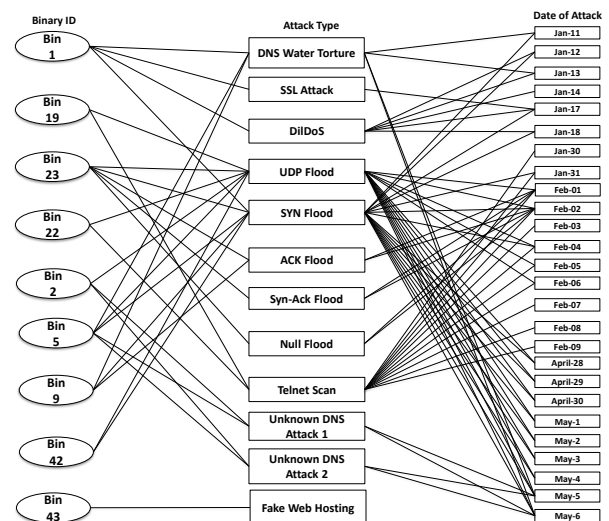 Binary ID
Attack Type
Date of Attack
Bin
1
Bin
19
Bin
23
Bin
22
Bin
2
Bin
5
Bin
9
Bin
42
Bin
43
DNS Water Torture
SSL Attack
DilDoS
UDP Flood
SYN Flood
ACK Flood
Syn-Ack Flood
Null Flood
Telnet Scan
Unknown DNS
Attack 1
Unknown DNS
Attack 2
Fake Web Hosting
Jan-11
Jan-12
Jan-13
Jan-14
Jan-17
Jan-18
Jan-30
Jan-31
Feb-01
Feb-02
Feb-03
Feb-04
Feb-05
Feb-06
Feb-07
Feb-08
Feb-09
April-28
April-29
April-30
May-1
May-2
May-3
May-4
May-5
May-6